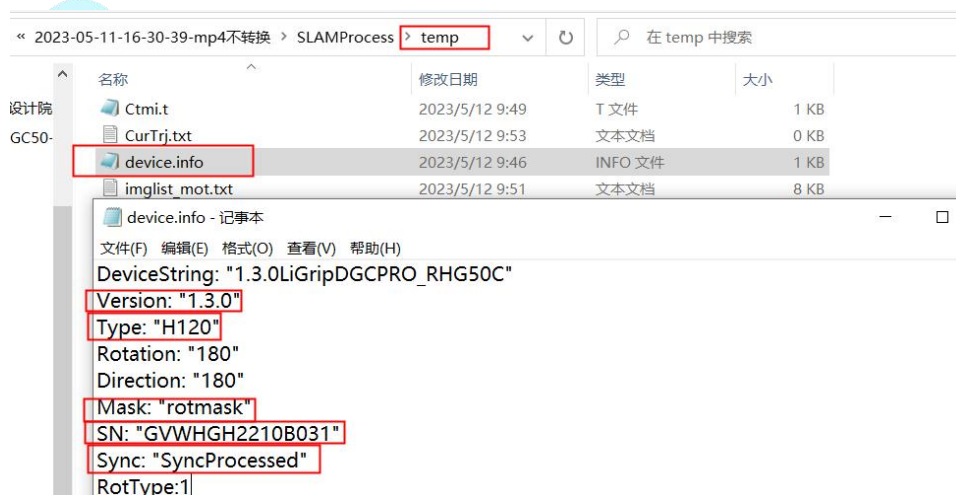 « 2023-05-11-16-30-39-mp4不转换 > SLAMProcess > temp
在 temp 中搜索
名称 修改日期 类型 大小
设计院
Ctmi.t 2023/5/12 9:49 T 文件 1 KB
GC50-
CurTrj.txt 2023/5/12 9:53 文本文档 0 KB
device.info 2023/5/12 9:46 INFO 文件 1 KB
imglist_mot.txt 2023/5/12 9:51 文本文档 8 KB
device.info - 记事本
文件(F) 编辑(E) 格式(O) 查看(V) 帮助(H)
DeviceString: "1.3.0LiGripDGCPRO_RHG50C"
Version: "1.3.0"
Type: "H120"
Rotation: "180"
Direction: "180"
Mask: "rotmask"
SN: "GVWHGH2210B031"
Sync: "SyncProcessed"
RotType:1